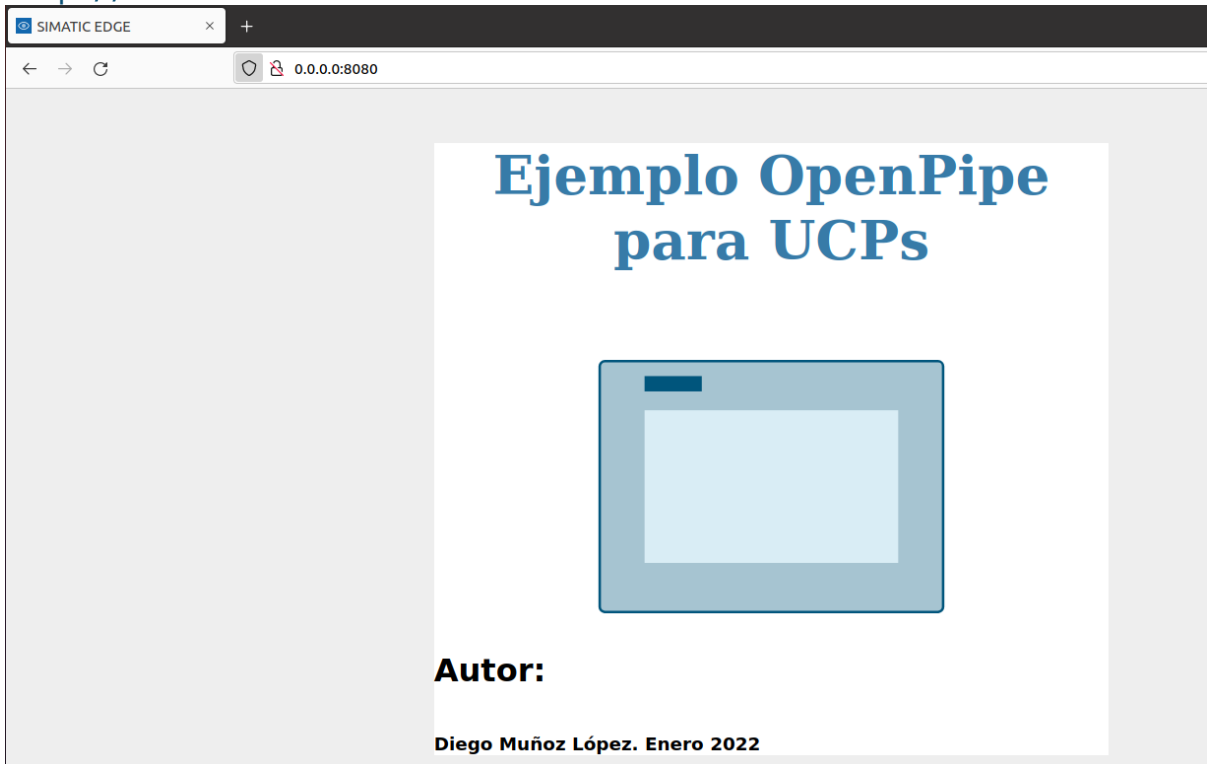 SIMATIC EDGE
0.0.0.0:8080
Ejemplo OpenPipe
para UCPs
Autor:
Diego Muñoz López. Enero 2022